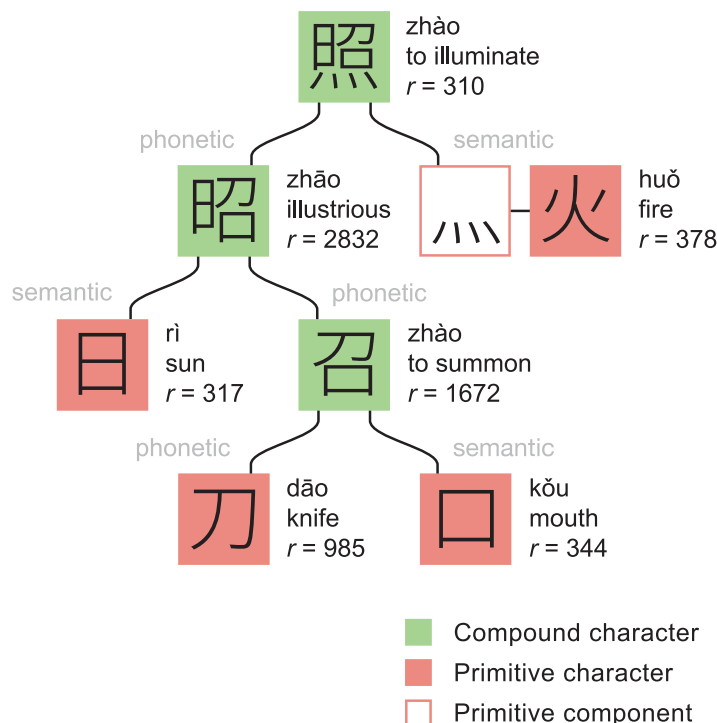 照
zhào
to illuminate
r = 310
phonetic
semantic
昭
zhāo
illustrious
r = 2832
灬
火
huǒ
fire
r = 378
semantic
phonetic
日
rì
sun
r = 317
召
zhào
to summon
r = 1672
phonetic
semantic
刀
dāo
knife
r = 985
口
kǒu
mouth
r = 344
Compound character
Primitive character
Primitive component